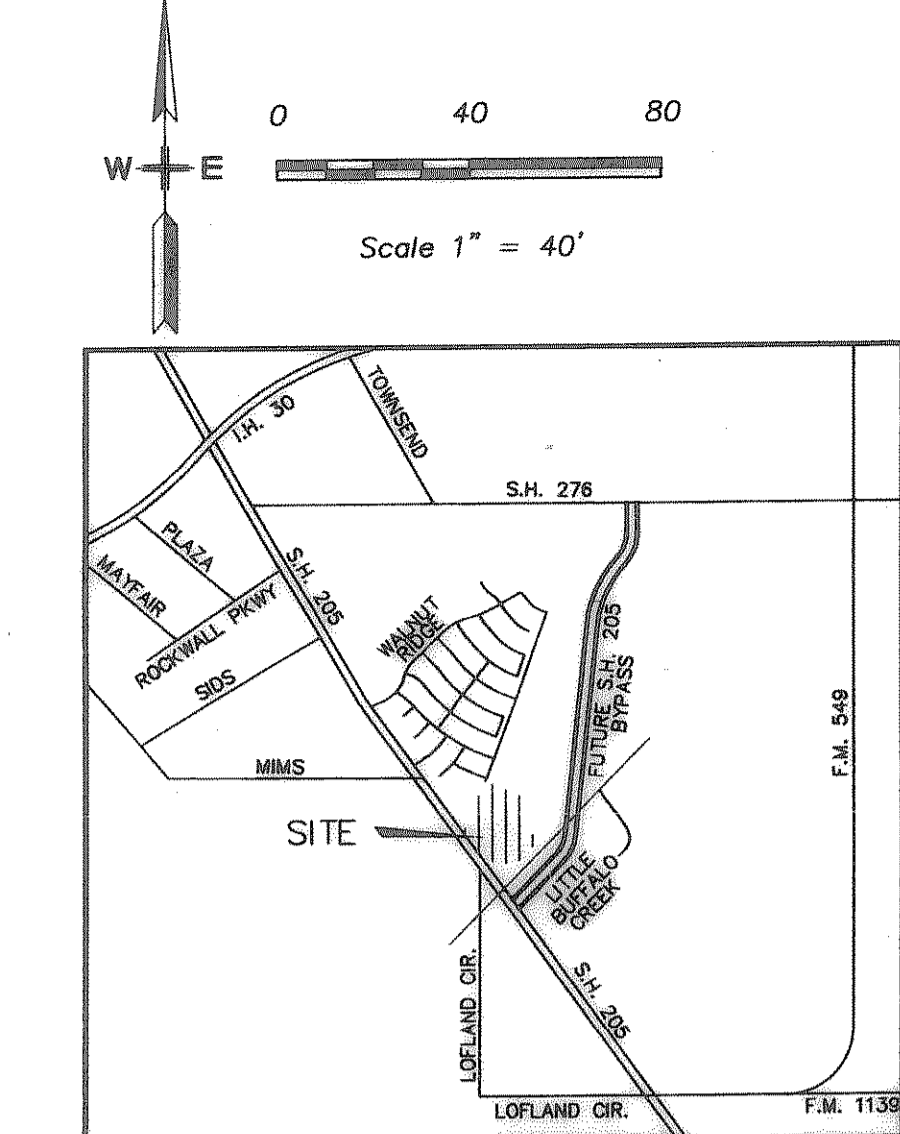 0 40 80
W E
Scale 1" = 40'
I.H. 30
TOWNSEND
S.H. 276
PLAZA
MAYFAIR
S.H. 205
ROCKWALL PKWY
SIDS
WALNUT
RIDGE
FUTURE S.H. 205
BYPASS
F.M. 549
MIMS
SITE
LITTLE
BUFFALO
CREEK
LOFLAND CIR.
S.H. 205
LOFLAND CIR.
F.M. 1139